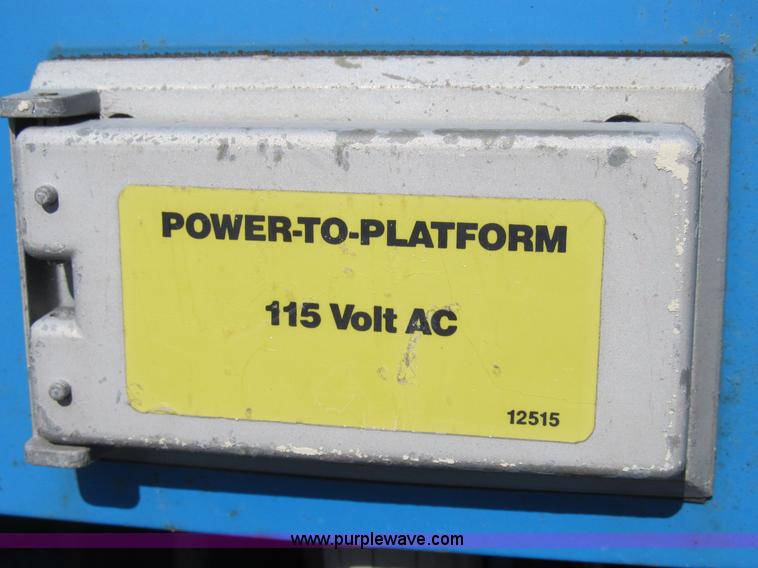 POWER-TO-PLATFORM
115 Volt AC
12515
www.purplewave.com